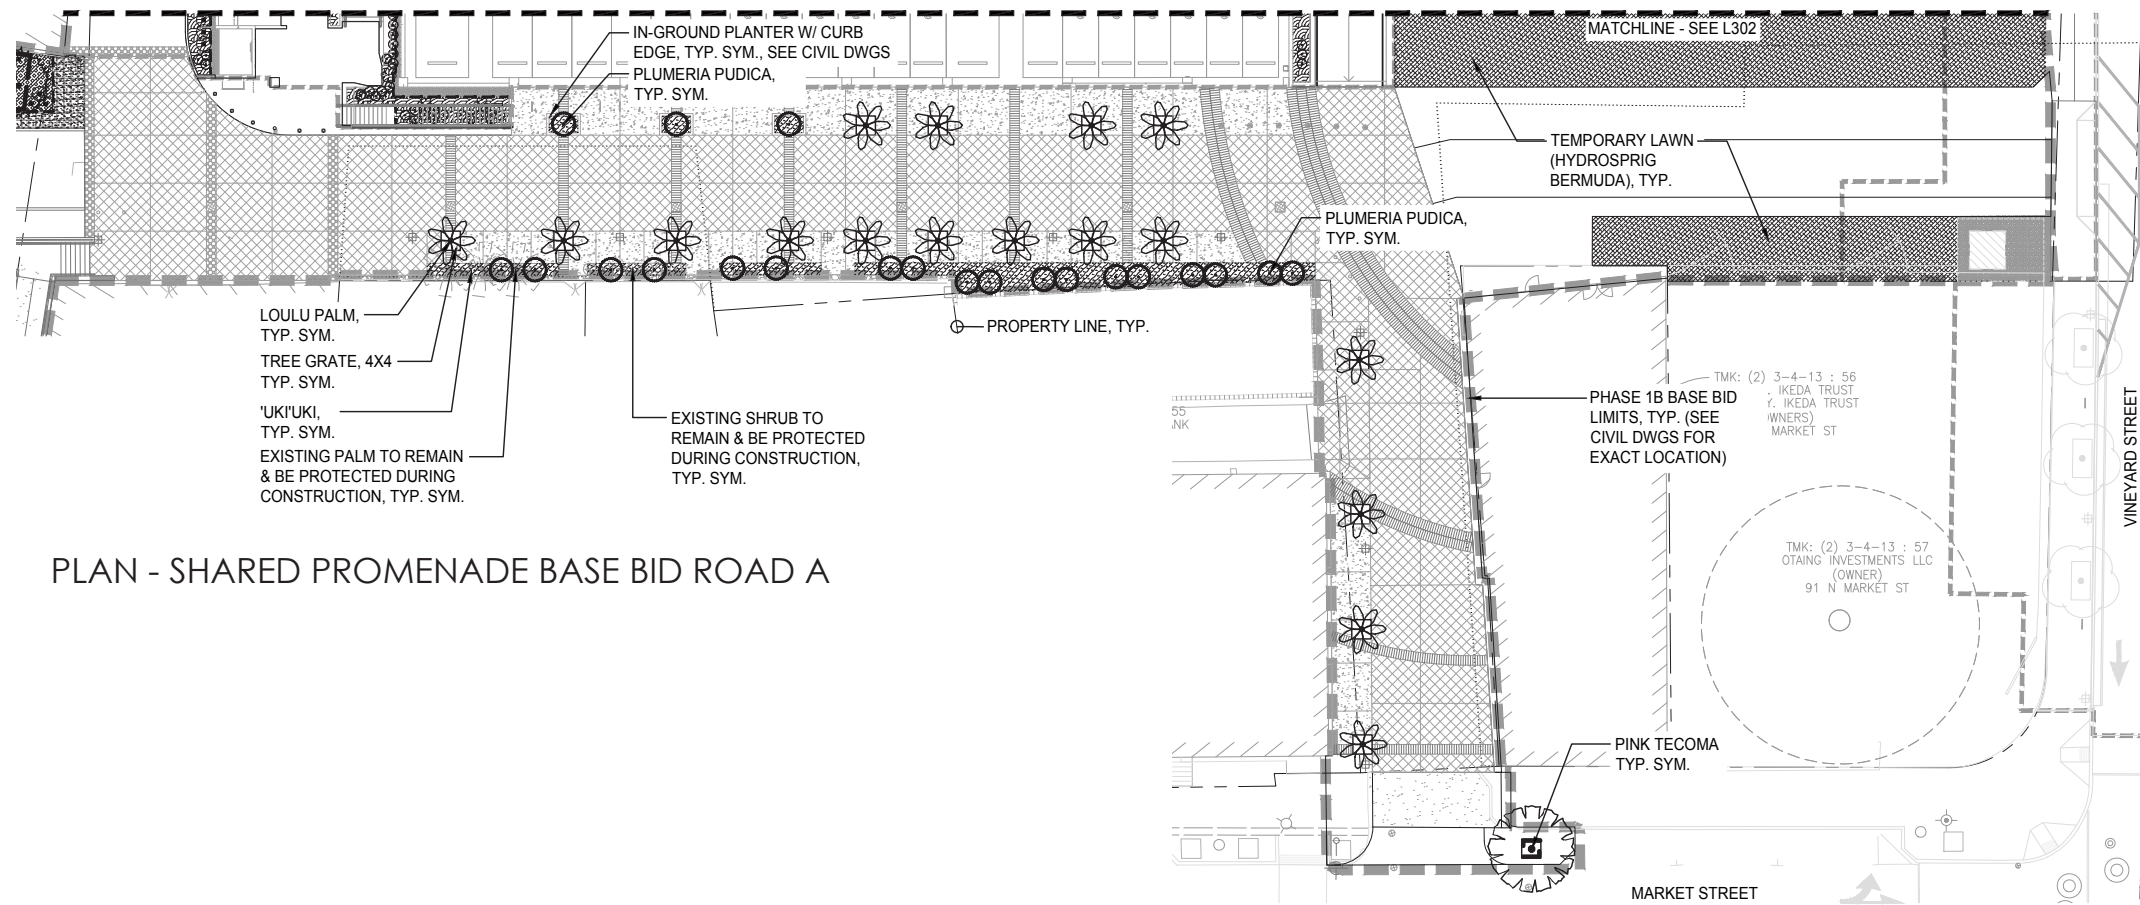 IN-GROUND PLANTER W/ CURB
EDGE, TYP. SYM., SEE CIVIL DWGS
PLUMERIA PUDICA,
TYP. SYM.
MATCHLINE - SEE L302
TEMPORARY LAWN
(HYDROSPRIG
BERMUDA), TYP.
PLUMERIA PUDICA,
TYP. SYM.
LOULU PALM,
TYP. SYM.
TREE GRATE, 4X4
TYP. SYM.
'UKI'UKI,
TYP. SYM.
EXISTING PALM TO REMAIN
& BE PROTECTED DURING
CONSTRUCTION, TYP. SYM.
EXISTING SHRUB TO
REMAIN & BE PROTECTED
DURING CONSTRUCTION,
TYP. SYM.
PROPERTY LINE, TYP.
PHASE 1B BASE BID
LIMITS, TYP. (SEE
CIVIL DWGS FOR
EXACT LOCATION)
TMK: (2) 3-4-13 : 56
. IKEDA TRUST
. IKEDA TRUST
WNERS)
MARKET ST
55
NK
VINEYARD STREET
TMK: (2) 3-4-13 : 57
OTAING INVESTMENTS LLC
(OWNER)
91 N MARKET ST
PLAN - SHARED PROMENADE BASE BID ROAD A
PINK TECOMA
TYP. SYM.
MARKET STREET